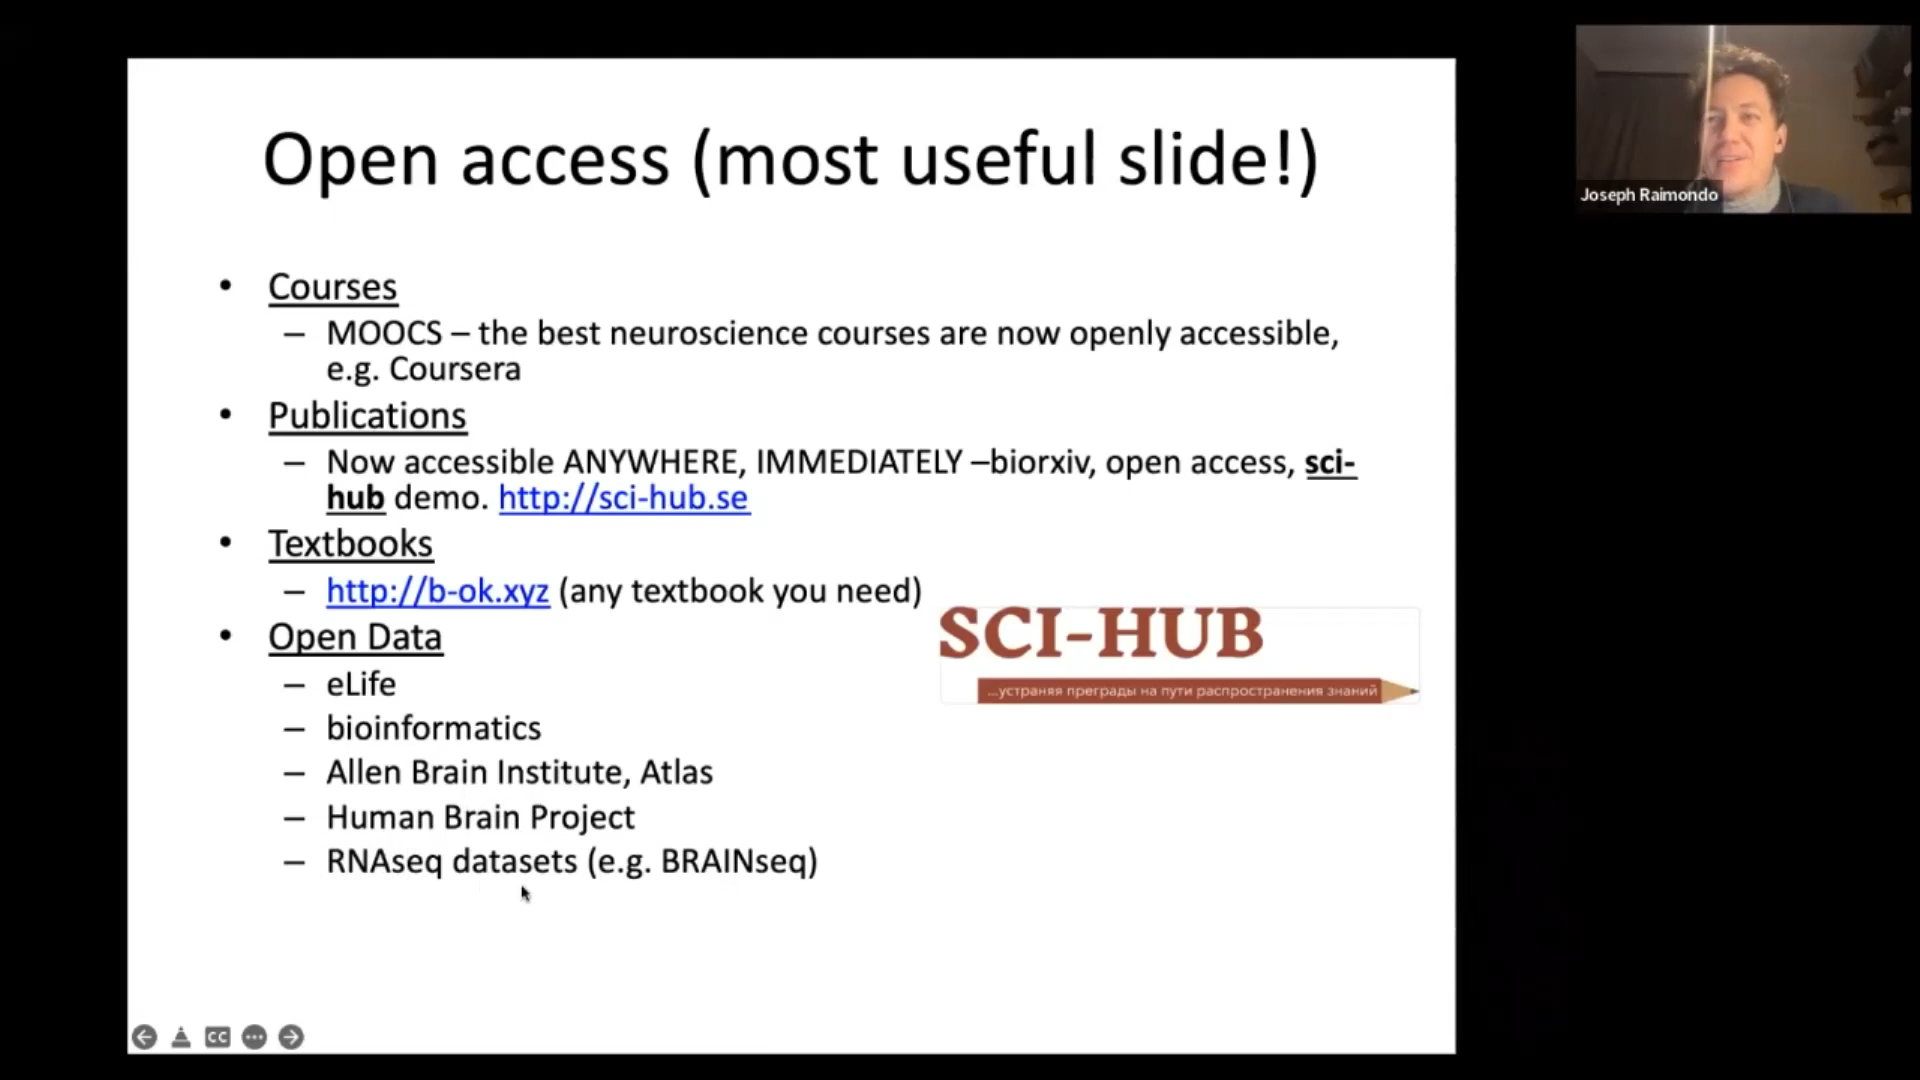 Open access (most useful slide!)
Joseph Raimondo
• Courses
– MOOCS – the best neuroscience courses are now openly accessible,
e.g. Coursera
• Publications
– Now accessible ANYWHERE, IMMEDIATELY –biorxiv, open access, sci-
hub demo. http://sci-hub.se
• Textbooks
– http://b-ok.xyz (any textbook you need)
• Open Data
SCI-HUB
...устраняя преграды на пути распространения знаний
– eLife
– bioinformatics
– Allen Brain Institute, Atlas
– Human Brain Project
– RNAseq datasets (e.g. BRAINseq)
CC